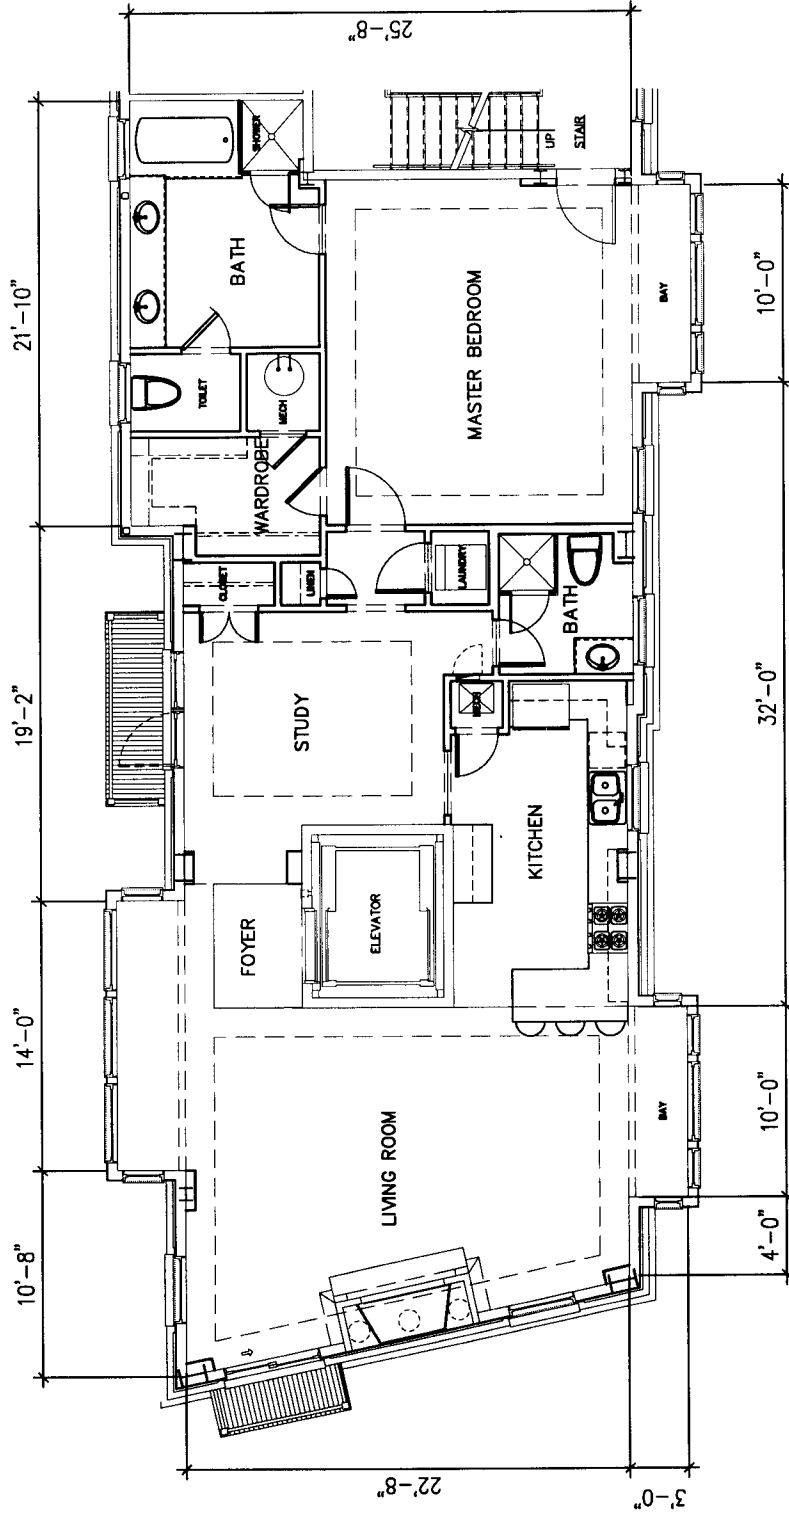 25'-8"
21'-10"
19'-2"
14'-0"
10'-8"
SHOWER
UP
STAIR
BATH
TOILET
MECH
WARDROBE
MASTER BEDROOM
BAY
10'-0"
CLOSET
LINEN
LAUNDRY
BATH
STUDY
MECH
32'-0"
KITCHEN
FOYER
ELEVATOR
LIVING ROOM
BAY
10'-0"
4'-0"
22'-8"
3'-0"